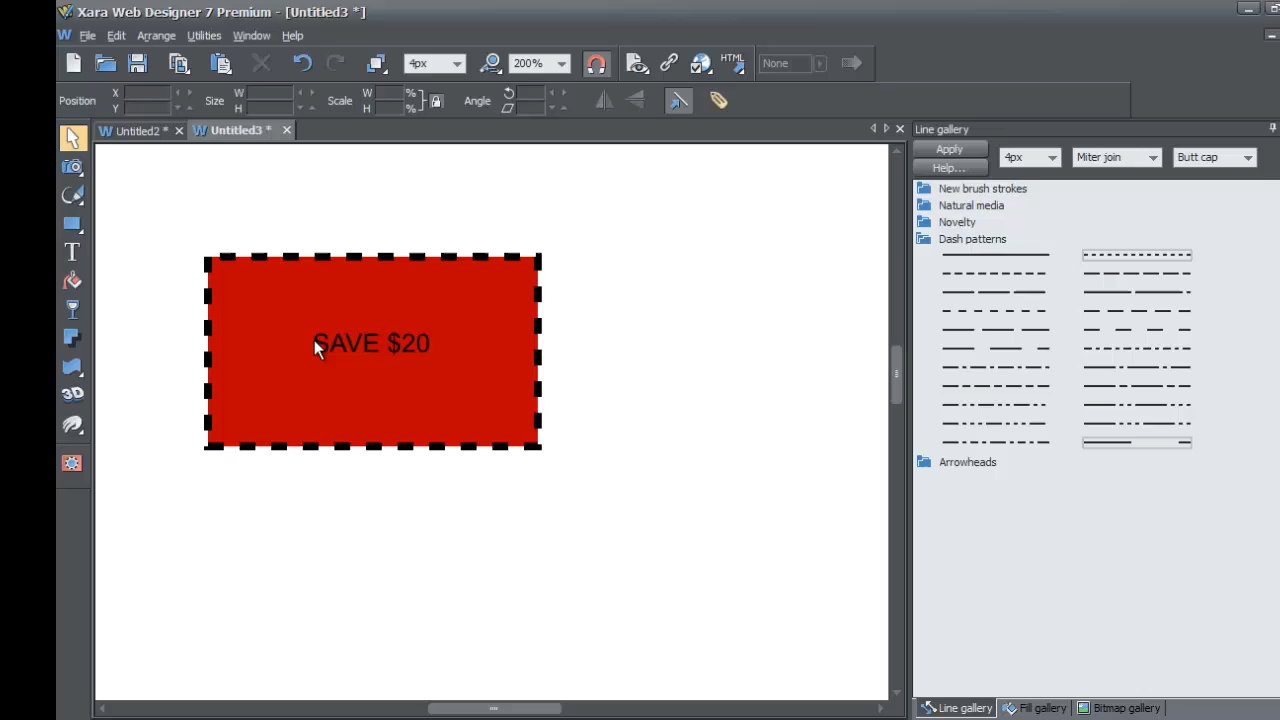 Xara Web Designer 7 Premium - [Untitled3 *]
File Edit Arrange Utilities Window Help
4px 200% HTML None
Position X Y Size W H Scale W H % % Angle
Untitled2 * Untitled3 * Line gallery
Apply 4px Miter join Butt cap
Help...
New brush strokes
Natural media
Novelty
Dash patterns
SAVE $20
T
3D
Arrowheads
Line gallery Fill gallery Bitmap gallery